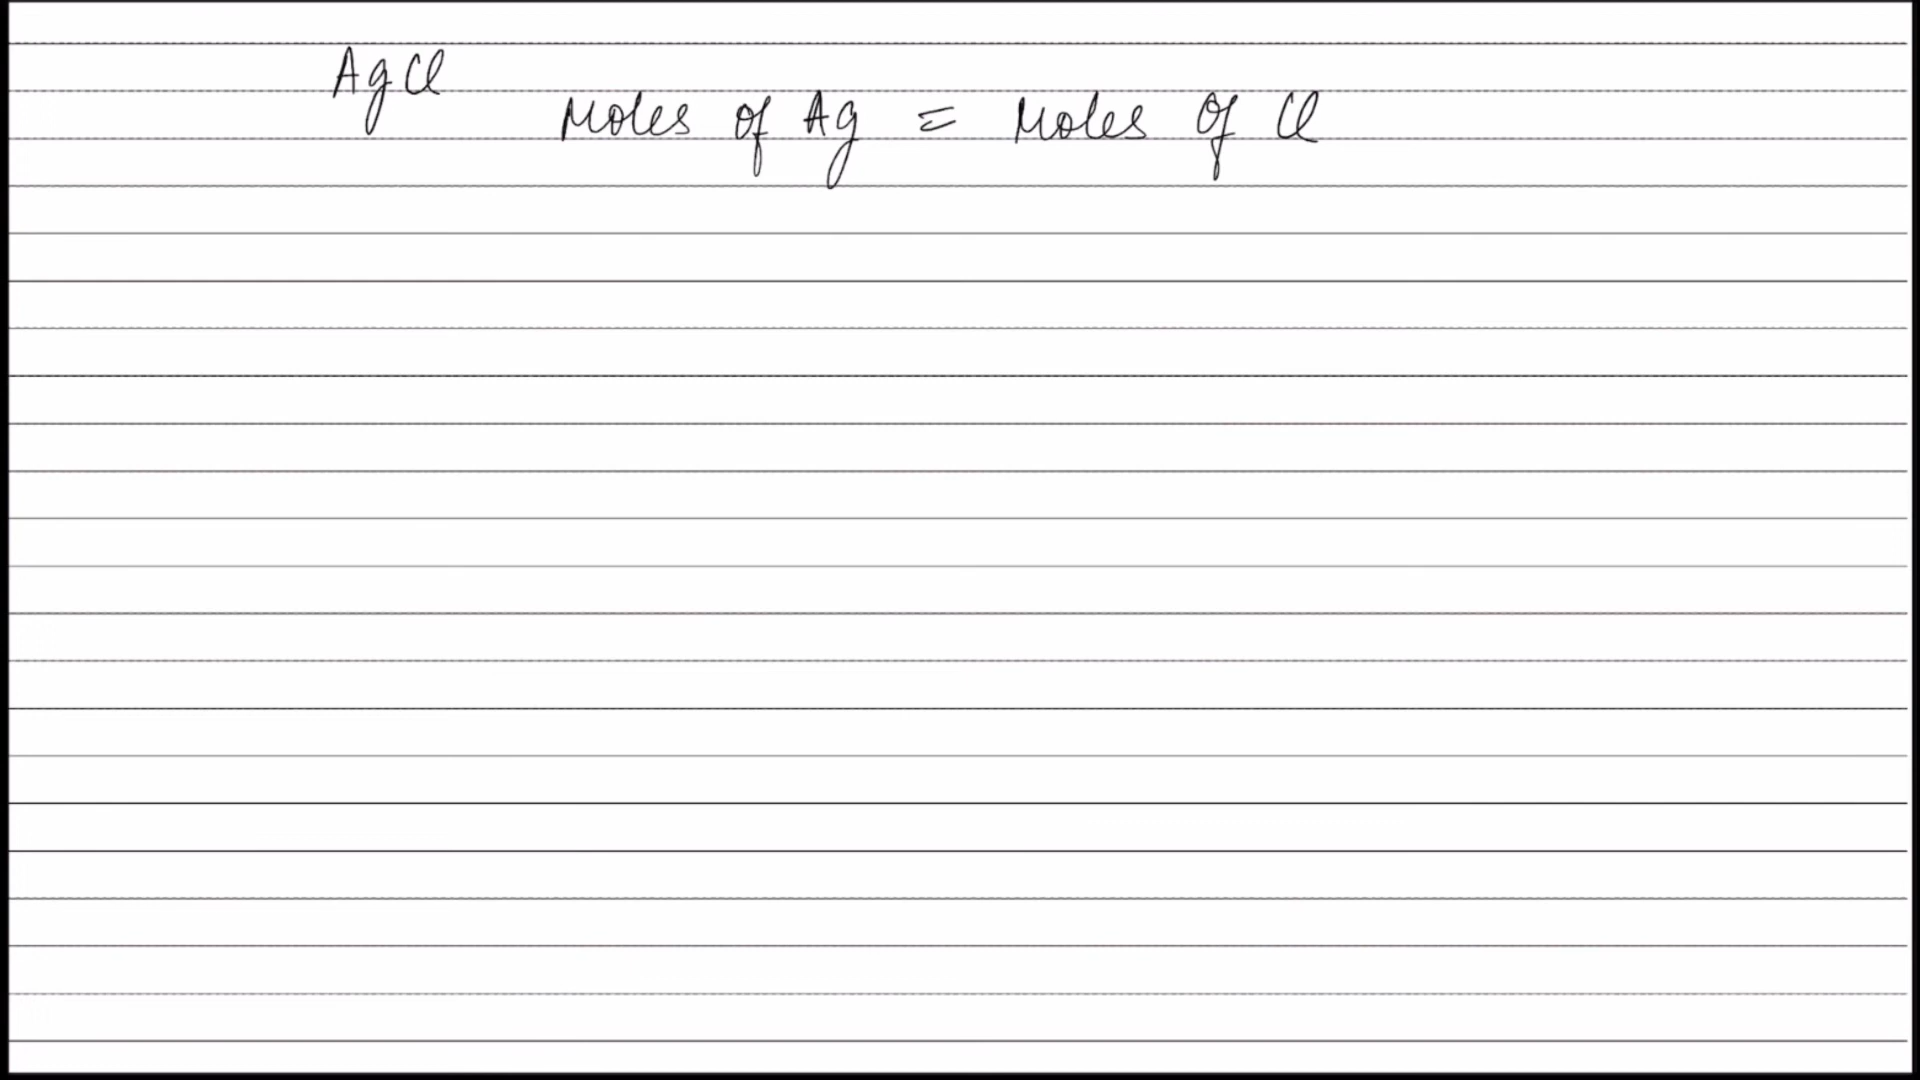 AgCl
Moles of Ag = Moles of Cl